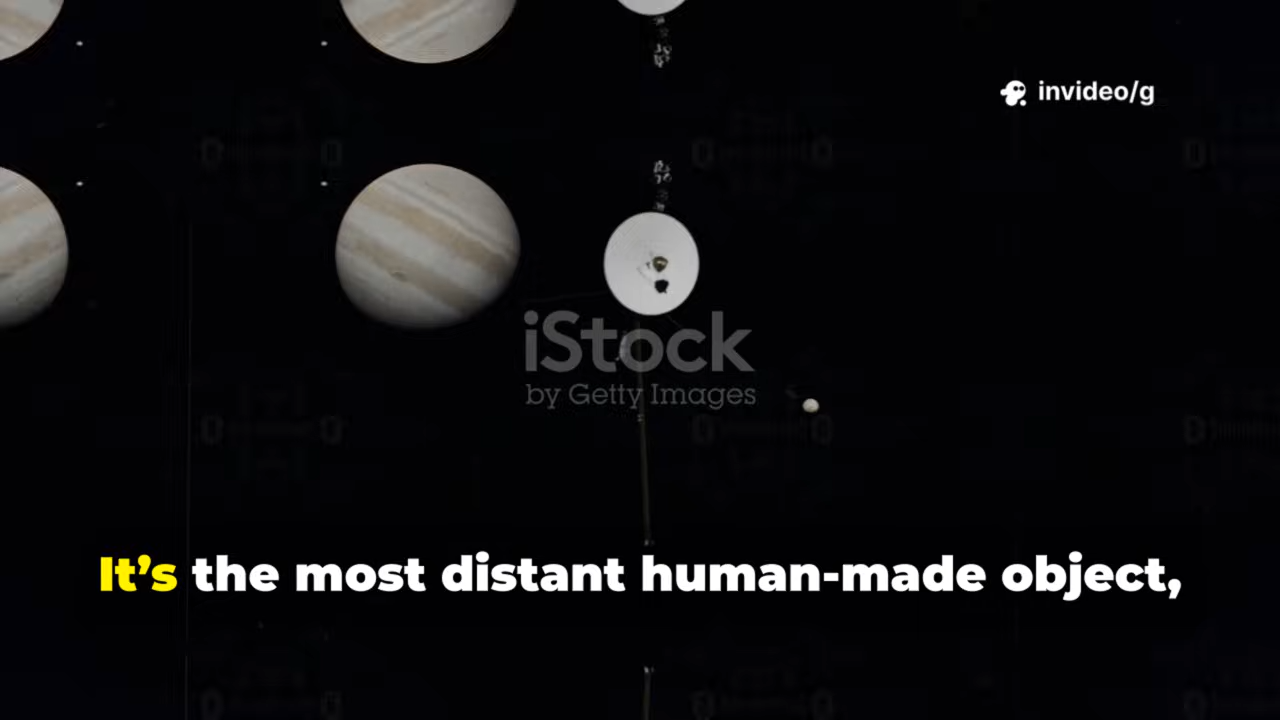 invideo/g
iStock
by Getty Images
It’s the most distant human-made object,